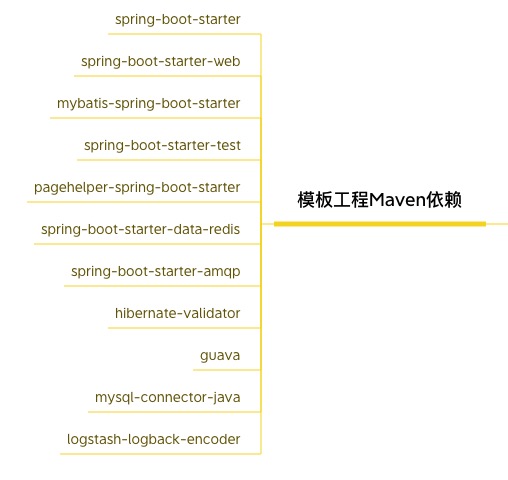 spring-boot-starter
spring-boot-starter-web
mybatis-spring-boot-starter
spring-boot-starter-test
pagehelper-spring-boot-starter
spring-boot-starter-data-redis
spring-boot-starter-amqp
hibernate-validator
guava
mysql-connector-java
logstash-logback-encoder
模板工程Maven依赖